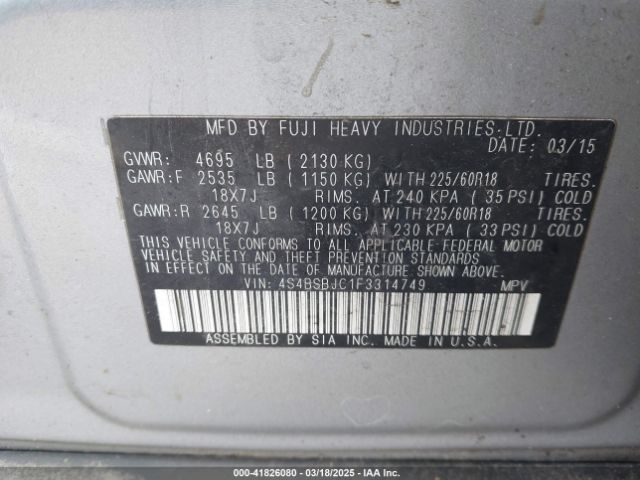 MFD BY FUJI HEAVY INDUSTRIES.LTD.
DATE: 03/15
GVWR: 4695 LB (2130 KG)
GAWR:F 2535 LB (1150 KG) WITH 225/60R18 TIRES.
18X7J RIMS. AT 240 KPA (35 PSI) COLD
GAWR:R 2645 LB (1200 KG) WITH 225/60R18 TIRES.
18X7J RIMS. AT 230 KPA (33 PSI) COLD
THIS VEHICLE CONFORMS TO ALL APPLICABLE FEDERAL MOTOR
VEHICLE SAFETY AND THEFT PREVENTION STANDARDS
IN EFFECT ON THE DATE OF MANUFACTURE SHOWN ABOVE.
VIN: 4S4BSBJC1F3314749 MPV
ASSEMBLED BY SIA INC. MADE IN U.S.A.
000-41826080 - 03/18/2025 - IAAI.com